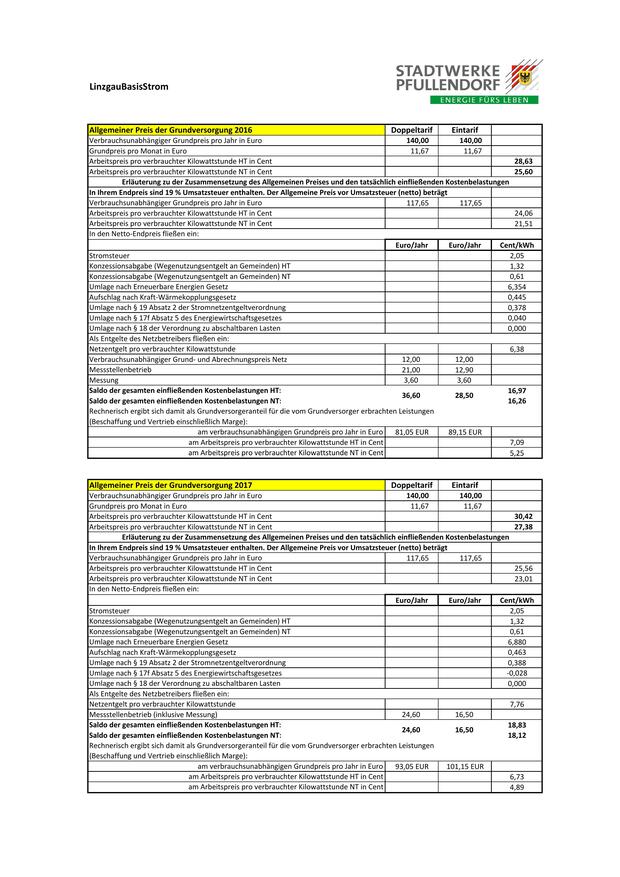 LinzgauBasisStrom
STADTWERKE
PFULLENDORF
ENERGIE FÜRS LEBEN
Allgemeiner Preis der Grundversorgung 2016 Doppeltarif Eintarif
Verbrauchsunabhängiger Grundpreis pro Jahr in Euro 140,00 140,00
Grundpreis pro Monat in Euro 11,67 11,67
Arbeitspreis pro verbrauchter Kilowattstunde HT in Cent 28,63
Arbeitspreis pro verbrauchter Kilowattstunde NT in Cent 25,60
Erläuterung zu der Zusammensetzung des Allgemeinen Preises und den tatsächlich einfließenden Kostenbelastungen
In Ihrem Endpreis sind 19 % Umsatzsteuer enthalten. Der Allgemeine Preis vor Umsatzsteuer (netto) beträgt
Verbrauchsunabhängiger Grundpreis pro Jahr in Euro 117,65 117,65
Arbeitspreis pro verbrauchter Kilowattstunde HT in Cent 24,06
Arbeitspreis pro verbrauchter Kilowattstunde NT in Cent 21,51
In den Netto-Endpreis fließen ein:
Euro/Jahr Euro/Jahr Cent/kWh
Stromsteuer 2,05
Konzessionsabgabe (Wegenutzungsentgelt an Gemeinden) HT 1,32
Konzessionsabgabe (Wegenutzungsentgelt an Gemeinden) NT 0,61
Umlage nach Erneuerbare Energien Gesetz 6,354
Aufschlag nach Kraft-Wärmekopplungsgesetz 0,445
Umlage nach § 19 Absatz 2 der Stromnetzentgeltverordnung 0,378
Umlage nach § 17f Absatz 5 des Energiewirtschaftsgesetzes 0,040
Umlage nach § 18 der Verordnung zu abschaltbaren Lasten 0,000
Als Entgelte des Netzbetreibers fließen ein:
Netzentgelt pro verbrauchter Kilowattstunde 6,38
Verbrauchsunabhängiger Grund- und Abrechnungspreis Netz 12,00 12,00
Messstellenbetrieb 21,00 12,90
Messung 3,60 3,60
Saldo der gesamten einfließenden Kostenbelastungen HT: 36,60 28,50 16,97
Saldo der gesamten einfließenden Kostenbelastungen NT: 16,26
Rechnerisch ergibt sich damit als Grundversorgeranteil für die vom Grundversorger erbrachten Leistungen
(Beschaffung und Vertrieb einschließlich Marge):
am verbrauchsunabhängigen Grundpreis pro Jahr in Euro 81,05 EUR 89,15 EUR
am Arbeitspreis pro verbrauchter Kilowattstunde HT in Cent 7,09
am Arbeitspreis pro verbrauchter Kilowattstunde NT in Cent 5,25
Allgemeiner Preis der Grundversorgung 2017 Doppeltarif Eintarif
Verbrauchsunabhängiger Grundpreis pro Jahr in Euro 140,00 140,00
Grundpreis pro Monat in Euro 11,67 11,67
Arbeitspreis pro verbrauchter Kilowattstunde HT in Cent 30,42
Arbeitspreis pro verbrauchter Kilowattstunde NT in Cent 27,38
Erläuterung zu der Zusammensetzung des Allgemeinen Preises und den tatsächlich einfließenden Kostenbelastungen
In Ihrem Endpreis sind 19 % Umsatzsteuer enthalten. Der Allgemeine Preis vor Umsatzsteuer (netto) beträgt
Verbrauchsunabhängiger Grundpreis pro Jahr in Euro 117,65 117,65
Arbeitspreis pro verbrauchter Kilowattstunde HT in Cent 25,56
Arbeitspreis pro verbrauchter Kilowattstunde NT in Cent 23,01
In den Netto-Endpreis fließen ein:
Euro/Jahr Euro/Jahr Cent/kWh
Stromsteuer 2,05
Konzessionsabgabe (Wegenutzungsentgelt an Gemeinden) HT 1,32
Konzessionsabgabe (Wegenutzungsentgelt an Gemeinden) NT 0,61
Umlage nach Erneuerbare Energien Gesetz 6,880
Aufschlag nach Kraft-Wärmekopplungsgesetz 0,463
Umlage nach § 19 Absatz 2 der Stromnetzentgeltverordnung 0,388
Umlage nach § 17f Absatz 5 des Energiewirtschaftsgesetzes -0,028
Umlage nach § 18 der Verordnung zu abschaltbaren Lasten 0,000
Als Entgelte des Netzbetreibers fließen ein:
Netzentgelt pro verbrauchter Kilowattstunde 7,76
Messstellenbetrieb (inklusive Messung) 24,60 16,50
Saldo der gesamten einfließenden Kostenbelastungen HT: 24,60 16,50 18,83
Saldo der gesamten einfließenden Kostenbelastungen NT: 18,12
Rechnerisch ergibt sich damit als Grundversorgeranteil für die vom Grundversorger erbrachten Leistungen
(Beschaffung und Vertrieb einschließlich Marge):
am verbrauchsunabhängigen Grundpreis pro Jahr in Euro 93,05 EUR 101,15 EUR
am Arbeitspreis pro verbrauchter Kilowattstunde HT in Cent 6,73
am Arbeitspreis pro verbrauchter Kilowattstunde NT in Cent 4,89